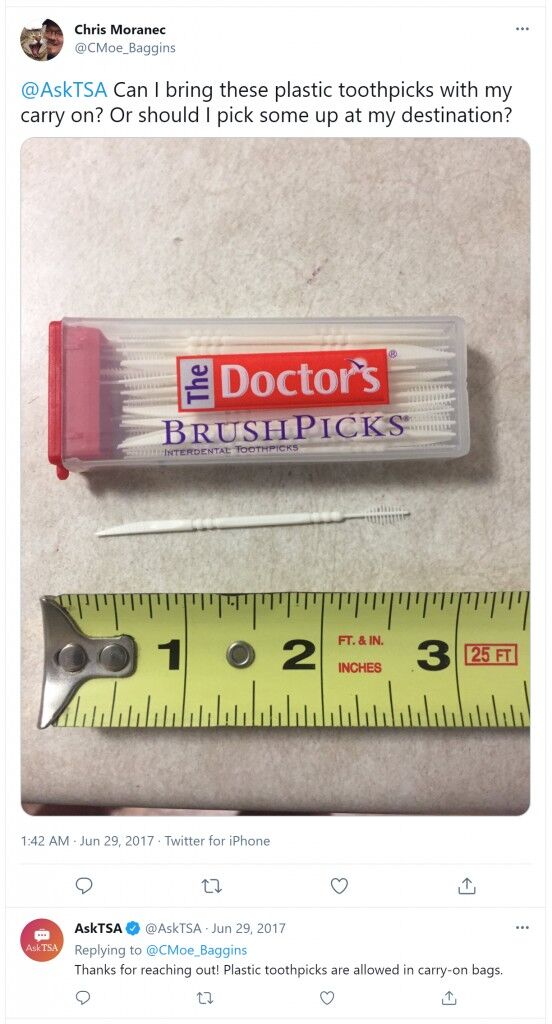 Chris Moranec
@CMoe_Baggins
@AskTSA Can I bring these plastic toothpicks with my
carry on? Or should I pick some up at my destination?
The Doctor's®
BRUSHPICKS®
INTERDENTAL TOOTHPICKS
1 2 FT. & IN. 3 25 FT
INCHES
1:42 AM · Jun 29, 2017 · Twitter for iPhone
AskTSA @AskTSA · Jun 29, 2017
AskTSA
Replying to @CMoe_Baggins
Thanks for reaching out! Plastic toothpicks are allowed in carry-on bags.